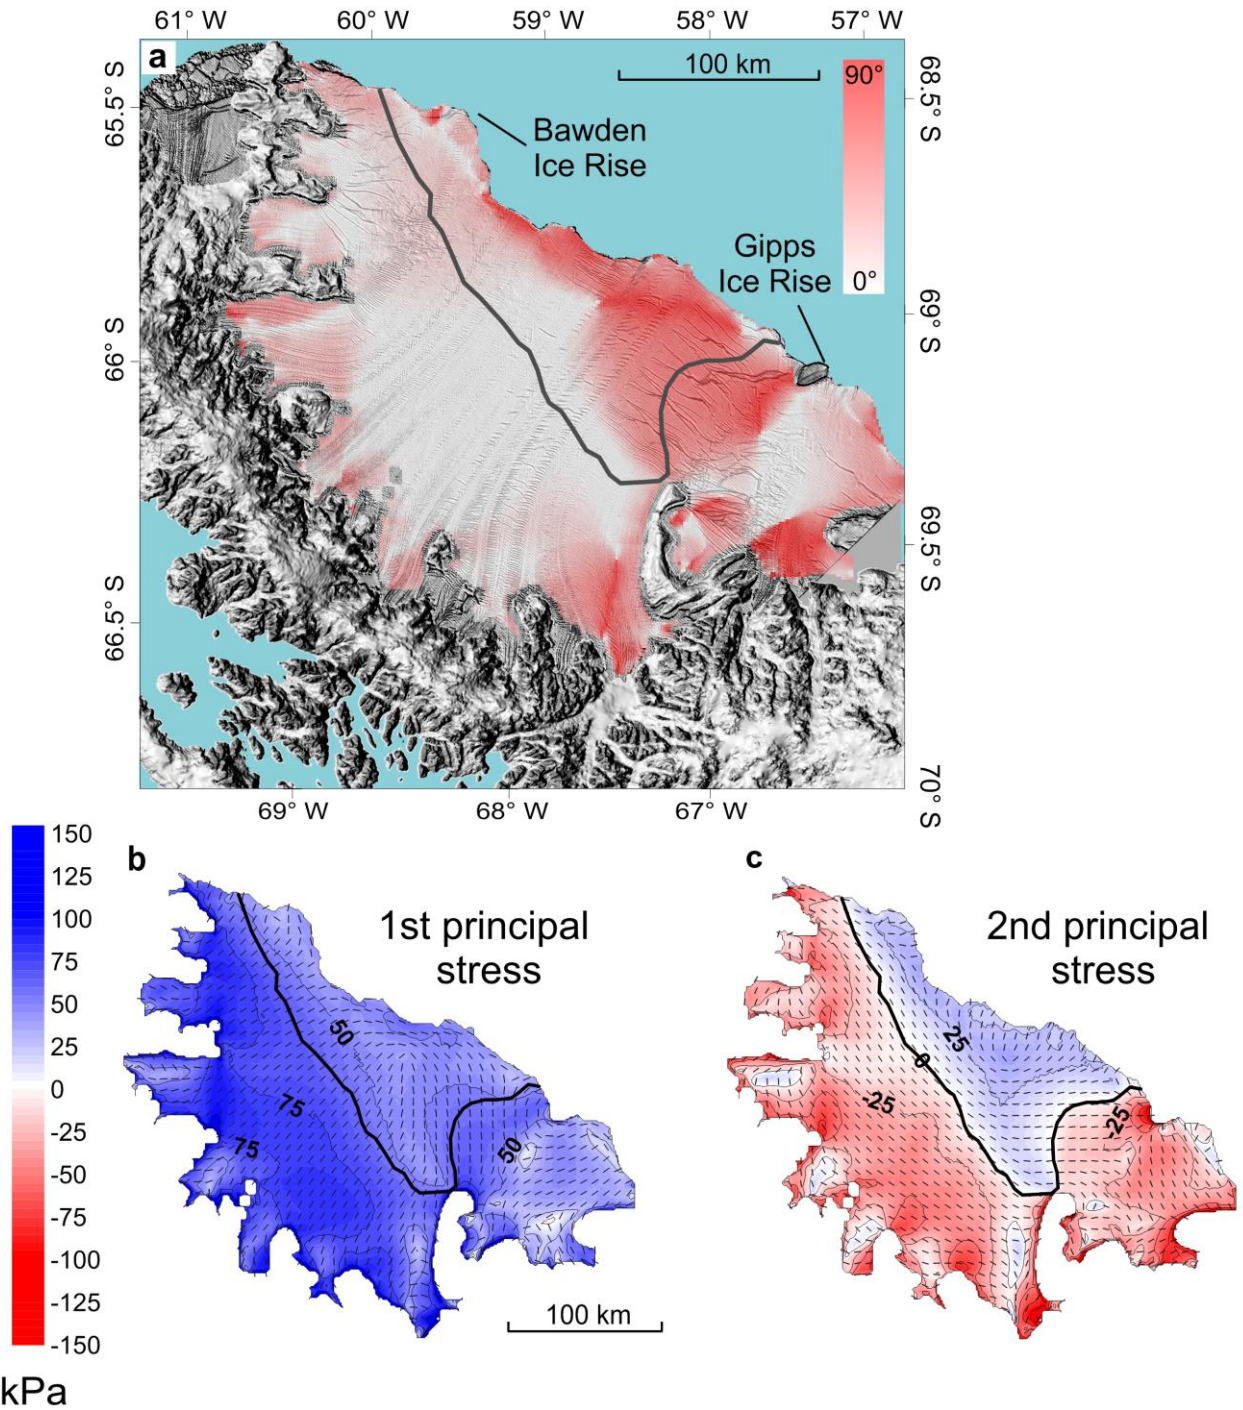 61° W 60° W 59° W 58° W 57° W
a
100 km
90°
0°
Bawden
Ice Rise
Gipps
Ice Rise
65.5° S
66° S
66.5° S
68.5° S
69° S
69.5° S
70° S
69° W 68° W 67° W
150
125
100
75
50
25
0
-25
-50
-75
-100
-125
-150
kPa
b
1st principal
stress
50
75
75
50
100 km
c
2nd principal
stress
25
0
-25
-25